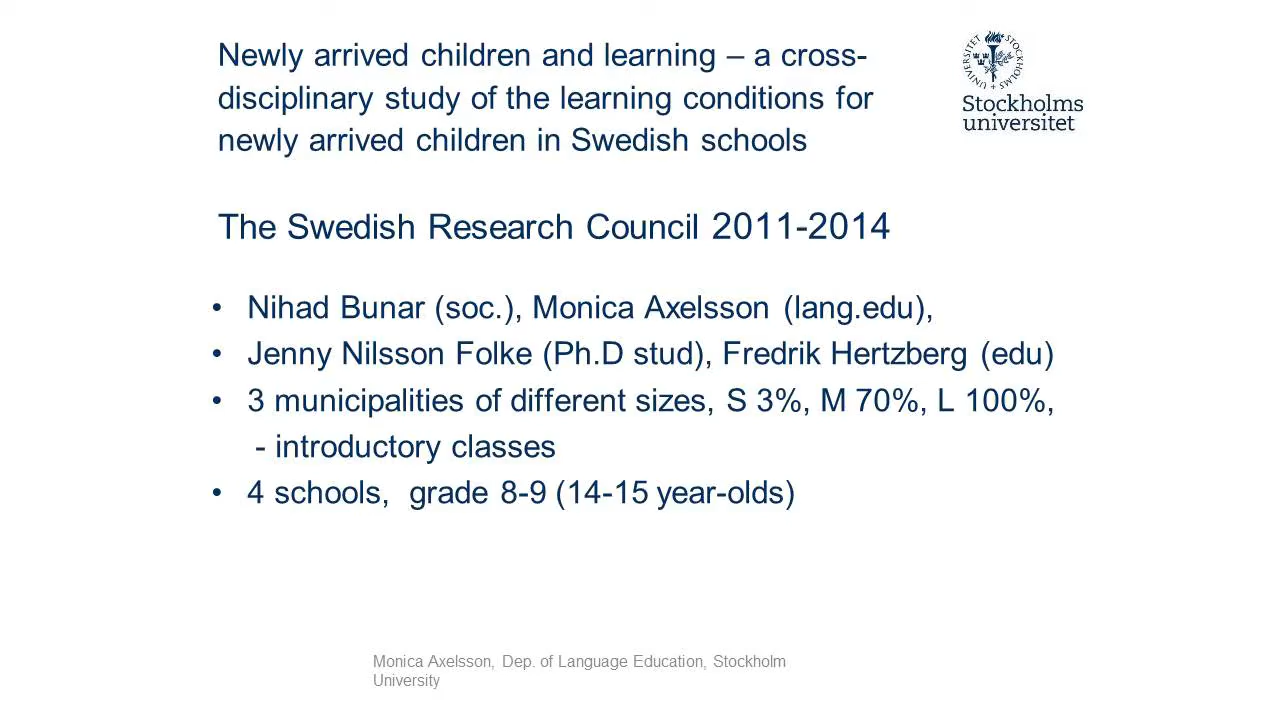 Newly arrived children and learning – a cross-
disciplinary study of the learning conditions for
newly arrived children in Swedish schools
STOCKHOLMS UNIVERSITET
Stockholms
universitet
The Swedish Research Council 2011-2014
• Nihad Bunar (soc.), Monica Axelsson (lang.edu),
• Jenny Nilsson Folke (Ph.D stud), Fredrik Hertzberg (edu)
• 3 municipalities of different sizes, S 3%, M 70%, L 100%,
- introductory classes
• 4 schools, grade 8-9 (14-15 year-olds)
Monica Axelsson, Dep. of Language Education, Stockholm
University